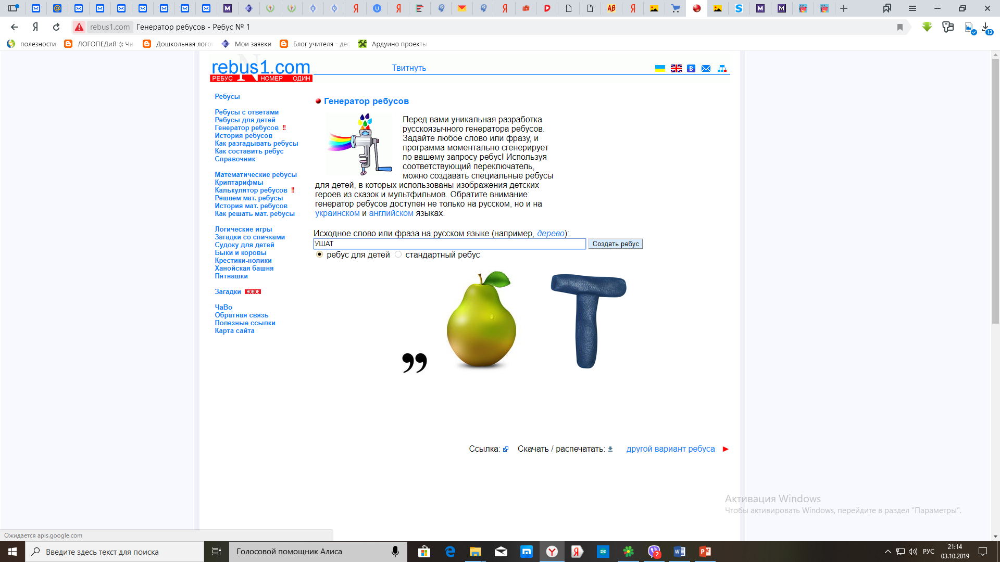 rebus1.com Генератор ребусов - Ребус № 1
полезности ЛОГОПЕДиЯ :): Чи Дошкольная логоп Мои заявки Блог учителя - деф Ардуино проекты
rebus1.com
РЕБУС НОМЕР ОДИН
Твитнуть
Ребусы
Ребусы с ответами
Ребусы для детей
Генератор ребусов !!
История ребусов
Как разгадывать ребусы
Как составить ребус
Справочник
Математические ребусы
Криптарифмы
Калькулятор ребусов !!
Решаем мат. ребусы
История мат. ребусов
Как решать мат. ребусы
Логические игры
Загадки со спичками
Судоку для детей
Быки и коровы
Крестики-нолики
Ханойская башня
Пятнашки
Загадки НОВОЕ
ЧаВо
Обратная связь
Полезные ссылки
Карта сайта
Генератор ребусов
Перед вами уникальная разработка
русскоязычного генератора ребусов.
Задайте любое слово или фразу, и
программа моментально сгенерирует
по вашему запросу ребус! Используя
соответствующий переключатель,
можно создавать специальные ребусы
для детей, в которых использованы изображения детских
героев из сказок и мультфильмов. Обратите внимание:
генератор ребусов доступен не только на русском, но и на
украинском и английском языках.
Исходное слово или фраза на русском языке (например, дерево):
УШАТ Создать ребус
ребус для детей стандартный ребус
,, Т
Ссылка: Скачать / распечатать: другой вариант ребуса
Активация Windows
Чтобы активировать Windows, перейдите в раздел "Параметры".
Ожидается apis.google.com
Введите здесь текст для поиска Голосовой помощник Алиса 2 РУС 21:14
03.10.2019